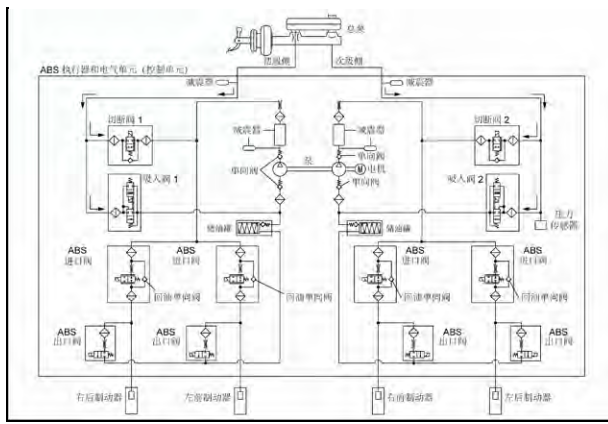 总泵
初级侧
次级侧
ABS 执行器和电气单元 (控制单元)
减震器
减震器
切断阀 1
减震器
减震器
切断阀 2
单向阀
单向阀
泵
M
电机
吸入阀 1
单向阀
吸入阀 2
储油罐
储油罐
压力
传感器
ABS
进口阀
ABS
进口阀
ABS
进口阀
ABS
进口阀
回油单向阀
回油单向阀
回油单向阀
回油单向阀
ABS
出口阀
ABS
出口阀
ABS
出口阀
ABS
出口阀
右后制动器
左前制动器
右前制动器
左后制动器